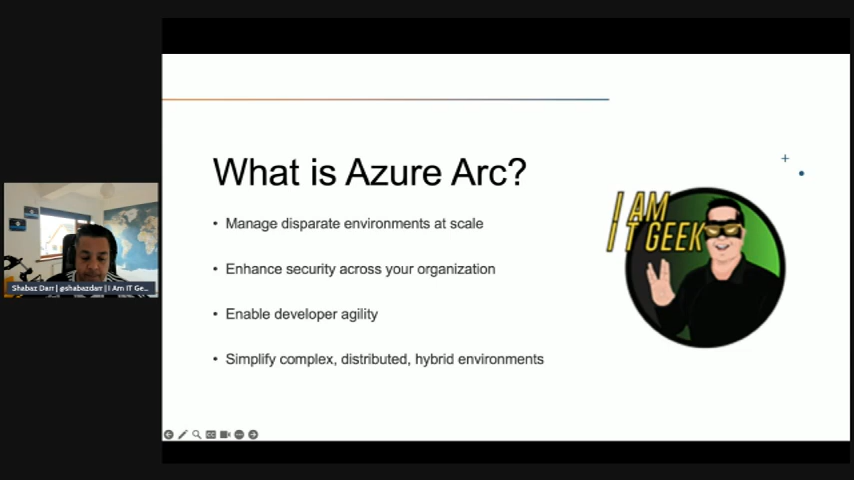 What is Azure Arc?
• Manage disparate environments at scale
• Enhance security across your organization
• Enable developer agility
• Simplify complex, distributed, hybrid environments
I AM
IT GEEK
Shabaz Darr | @shabazdarr | I Am IT Ge...